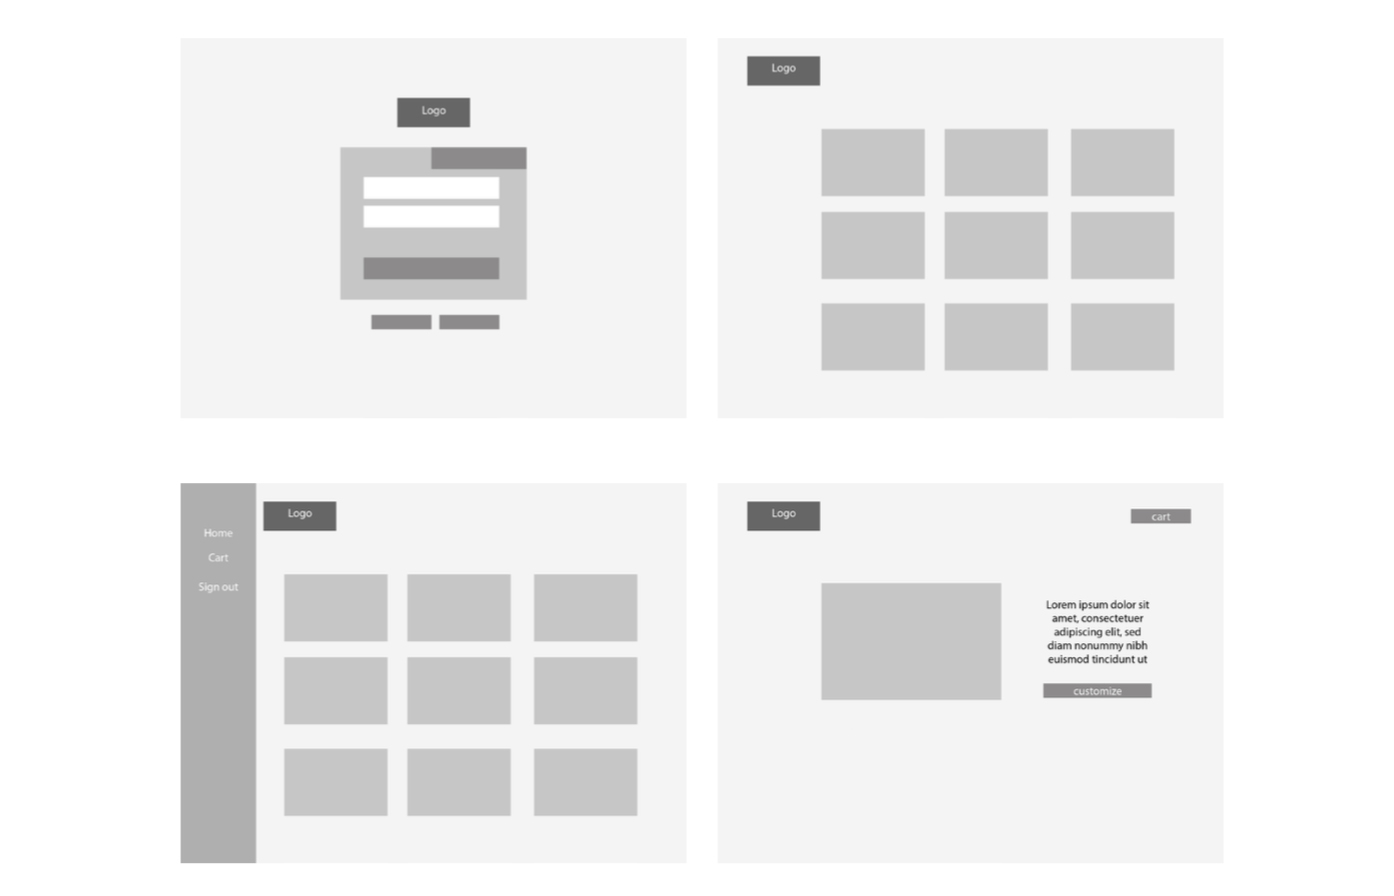 Logo
Logo
Home
Cart
Sign out
Logo
Logo
cart
Lorem ipsum dolor sit
amet, consectetuer
adipiscing elit, sed
diam nonummy nibh
euismod tincidunt ut
customize